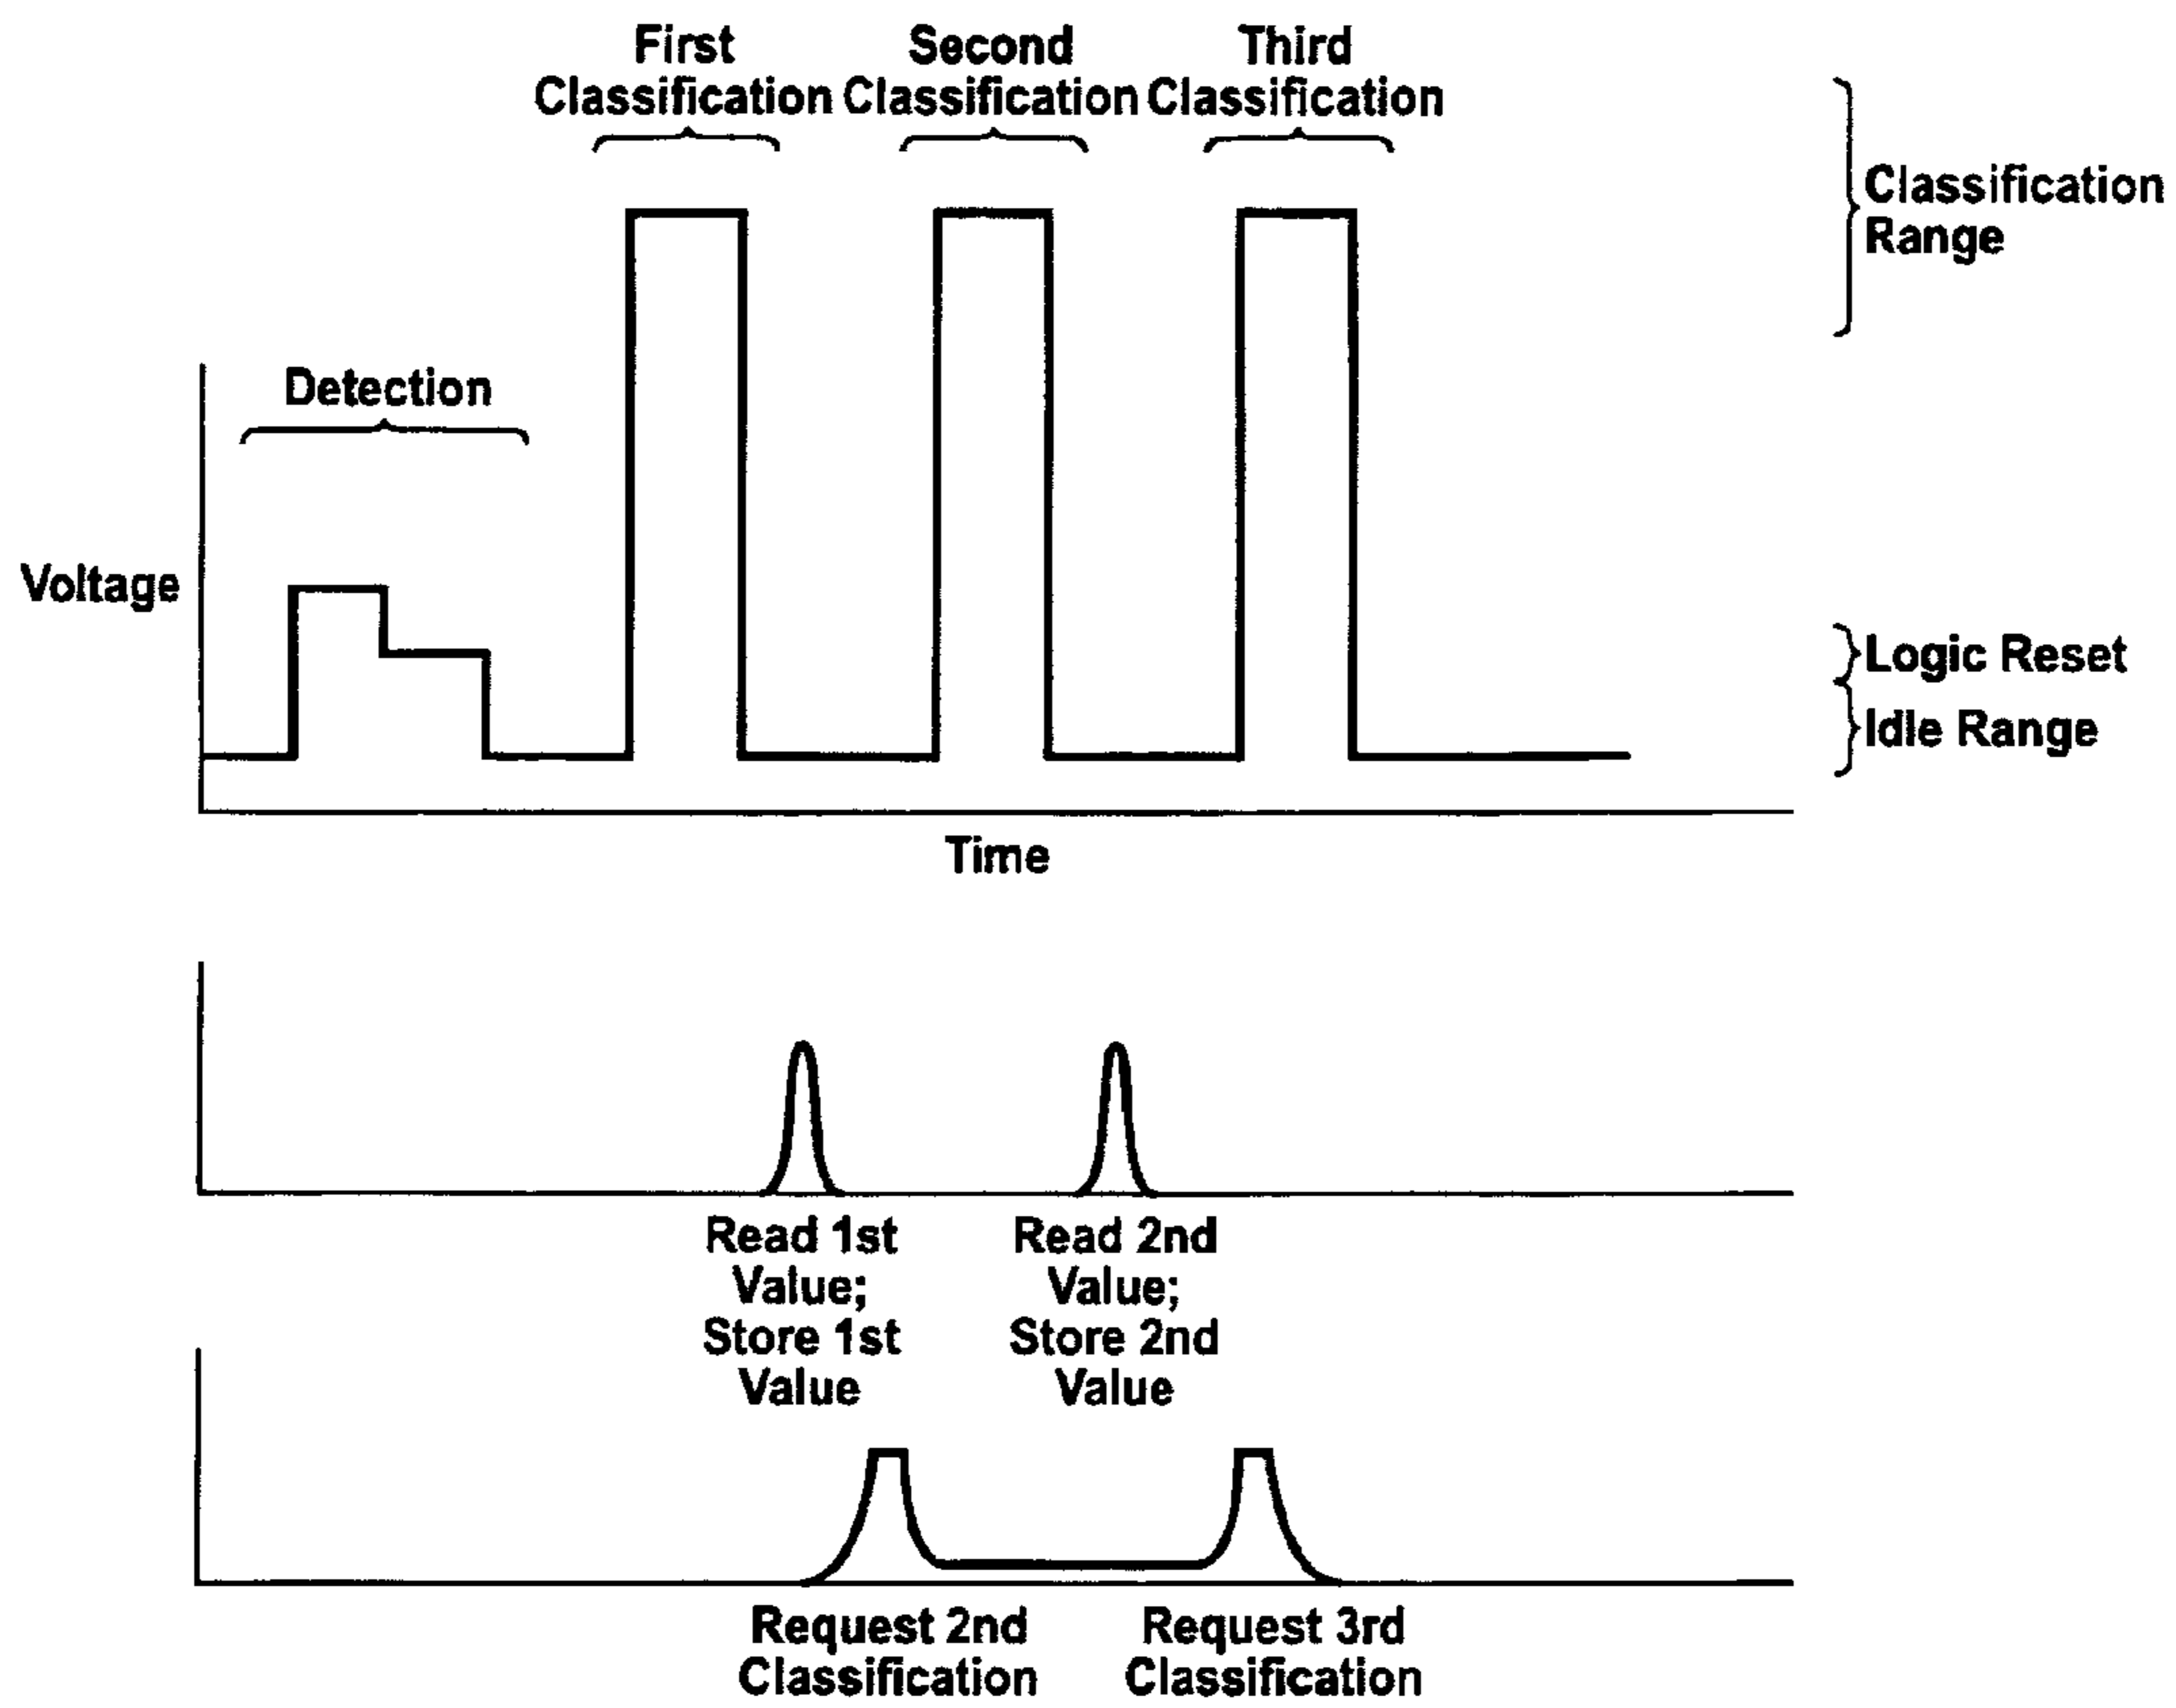 First
Classification
Second
Classification
Third
Classification
Classification
Range
Detection
Voltage
Logic Reset
Idle Range
Time
Read 1st
Value;
Store 1st
Value
Read 2nd
Value;
Store 2nd
Value
Request 2nd
Classification
Request 3rd
Classification